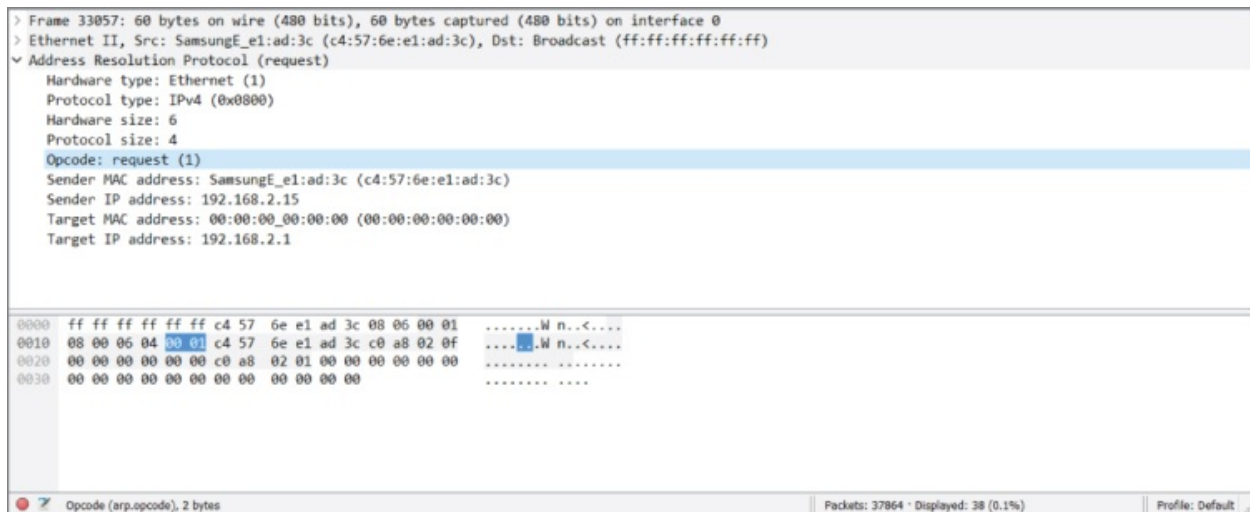 > Frame 33057: 60 bytes on wire (480 bits), 60 bytes captured (480 bits) on interface 0
> Ethernet II, Src: SamsungE_e1:ad:3c (c4:57:6e:e1:ad:3c), Dst: Broadcast (ff:ff:ff:ff:ff:ff)
Address Resolution Protocol (request)
Hardware type: Ethernet (1)
Protocol type: IPv4 (0x0800)
Hardware size: 6
Protocol size: 4
Opcode: request (1)
Sender MAC address: SamsungE_e1:ad:3c (c4:57:6e:e1:ad:3c)
Sender IP address: 192.168.2.15
Target MAC address: 00:00:00_00:00:00 (00:00:00:00:00:00)
Target IP address: 192.168.2.1
0000 ff ff ff ff ff ff c4 57 6e e1 ad 3c 08 06 00 01 .......W n..<....
0010 08 00 06 04 00 01 c4 57 6e e1 ad 3c c0 a8 02 0f .......W n..<....
0020 00 00 00 00 00 00 c0 a8 02 01 00 00 00 00 00 00 ........ ........
0030 00 00 00 00 00 00 00 00 00 00 00 00 ........ ....
Opcode (arp.opcode), 2 bytes Packets: 37864 · Displayed: 38 (0.1%) Profile: Default